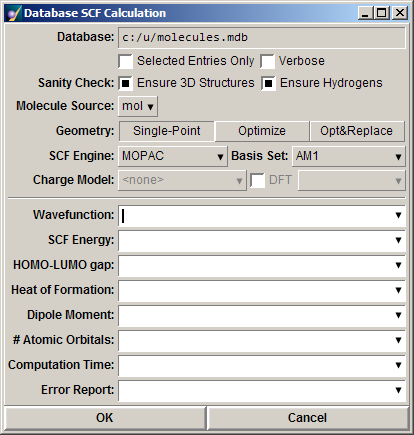 Database SCF Calculation
Database: c:/u/molecules.mdb
Selected Entries Only Verbose
Sanity Check: Ensure 3D Structures Ensure Hydrogens
Molecule Source: mol
Geometry: Single-Point Optimize Opt&Replace
SCF Engine: MOPAC Basis Set: AM1
Charge Model: <none> DFT
Wavefunction:
SCF Energy:
HOMO-LUMO gap:
Heat of Formation:
Dipole Moment:
# Atomic Orbitals:
Computation Time:
Error Report:
OK Cancel